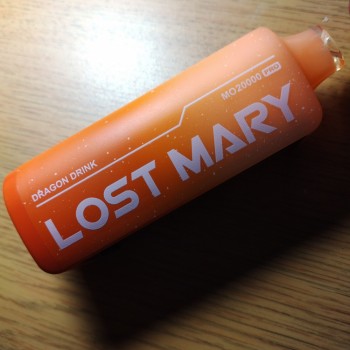 MO20000 PRO
DRAGON DRINK
LOST MARY